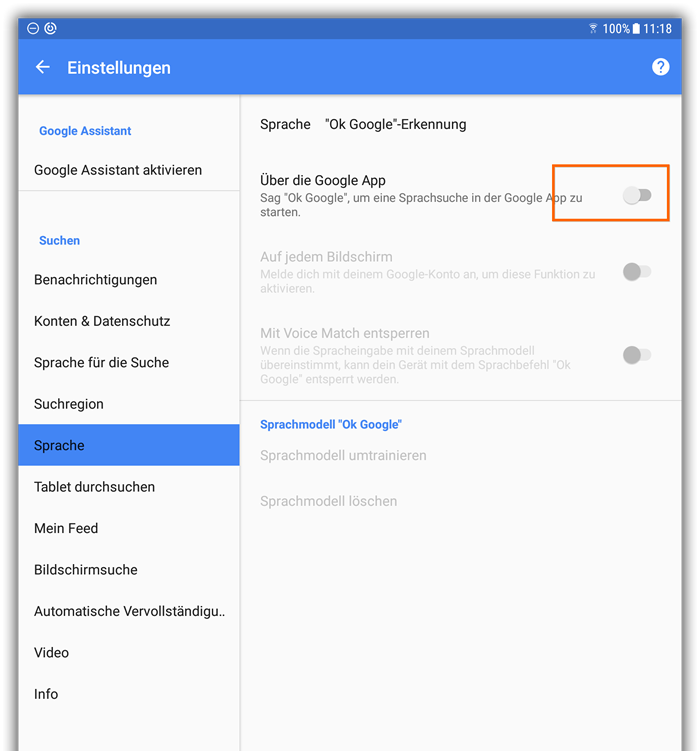 100% 11:18
Einstellungen
Google Assistant
Google Assistant aktivieren
Suchen
Benachrichtigungen
Konten & Datenschutz
Sprache für die Suche
Suchregion
Sprache
Tablet durchsuchen
Mein Feed
Bildschirmsuche
Automatische Vervollständigu..
Video
Info
Sprache "Ok Google"-Erkennung
Über die Google App
Sag "Ok Google", um eine Sprachsuche in der Google App zu
starten.
Auf jedem Bildschirm
Melde dich mit deinem Google-Konto an, um diese Funktion zu
aktivieren.
Mit Voice Match entsperren
Wenn die Spracheingabe mit deinem Sprachmodell
übereinstimmt, kann dein Gerät mit dem Sprachbefehl "Ok
Google" entsperrt werden.
Sprachmodell "Ok Google"
Sprachmodell umtrainieren
Sprachmodell löschen